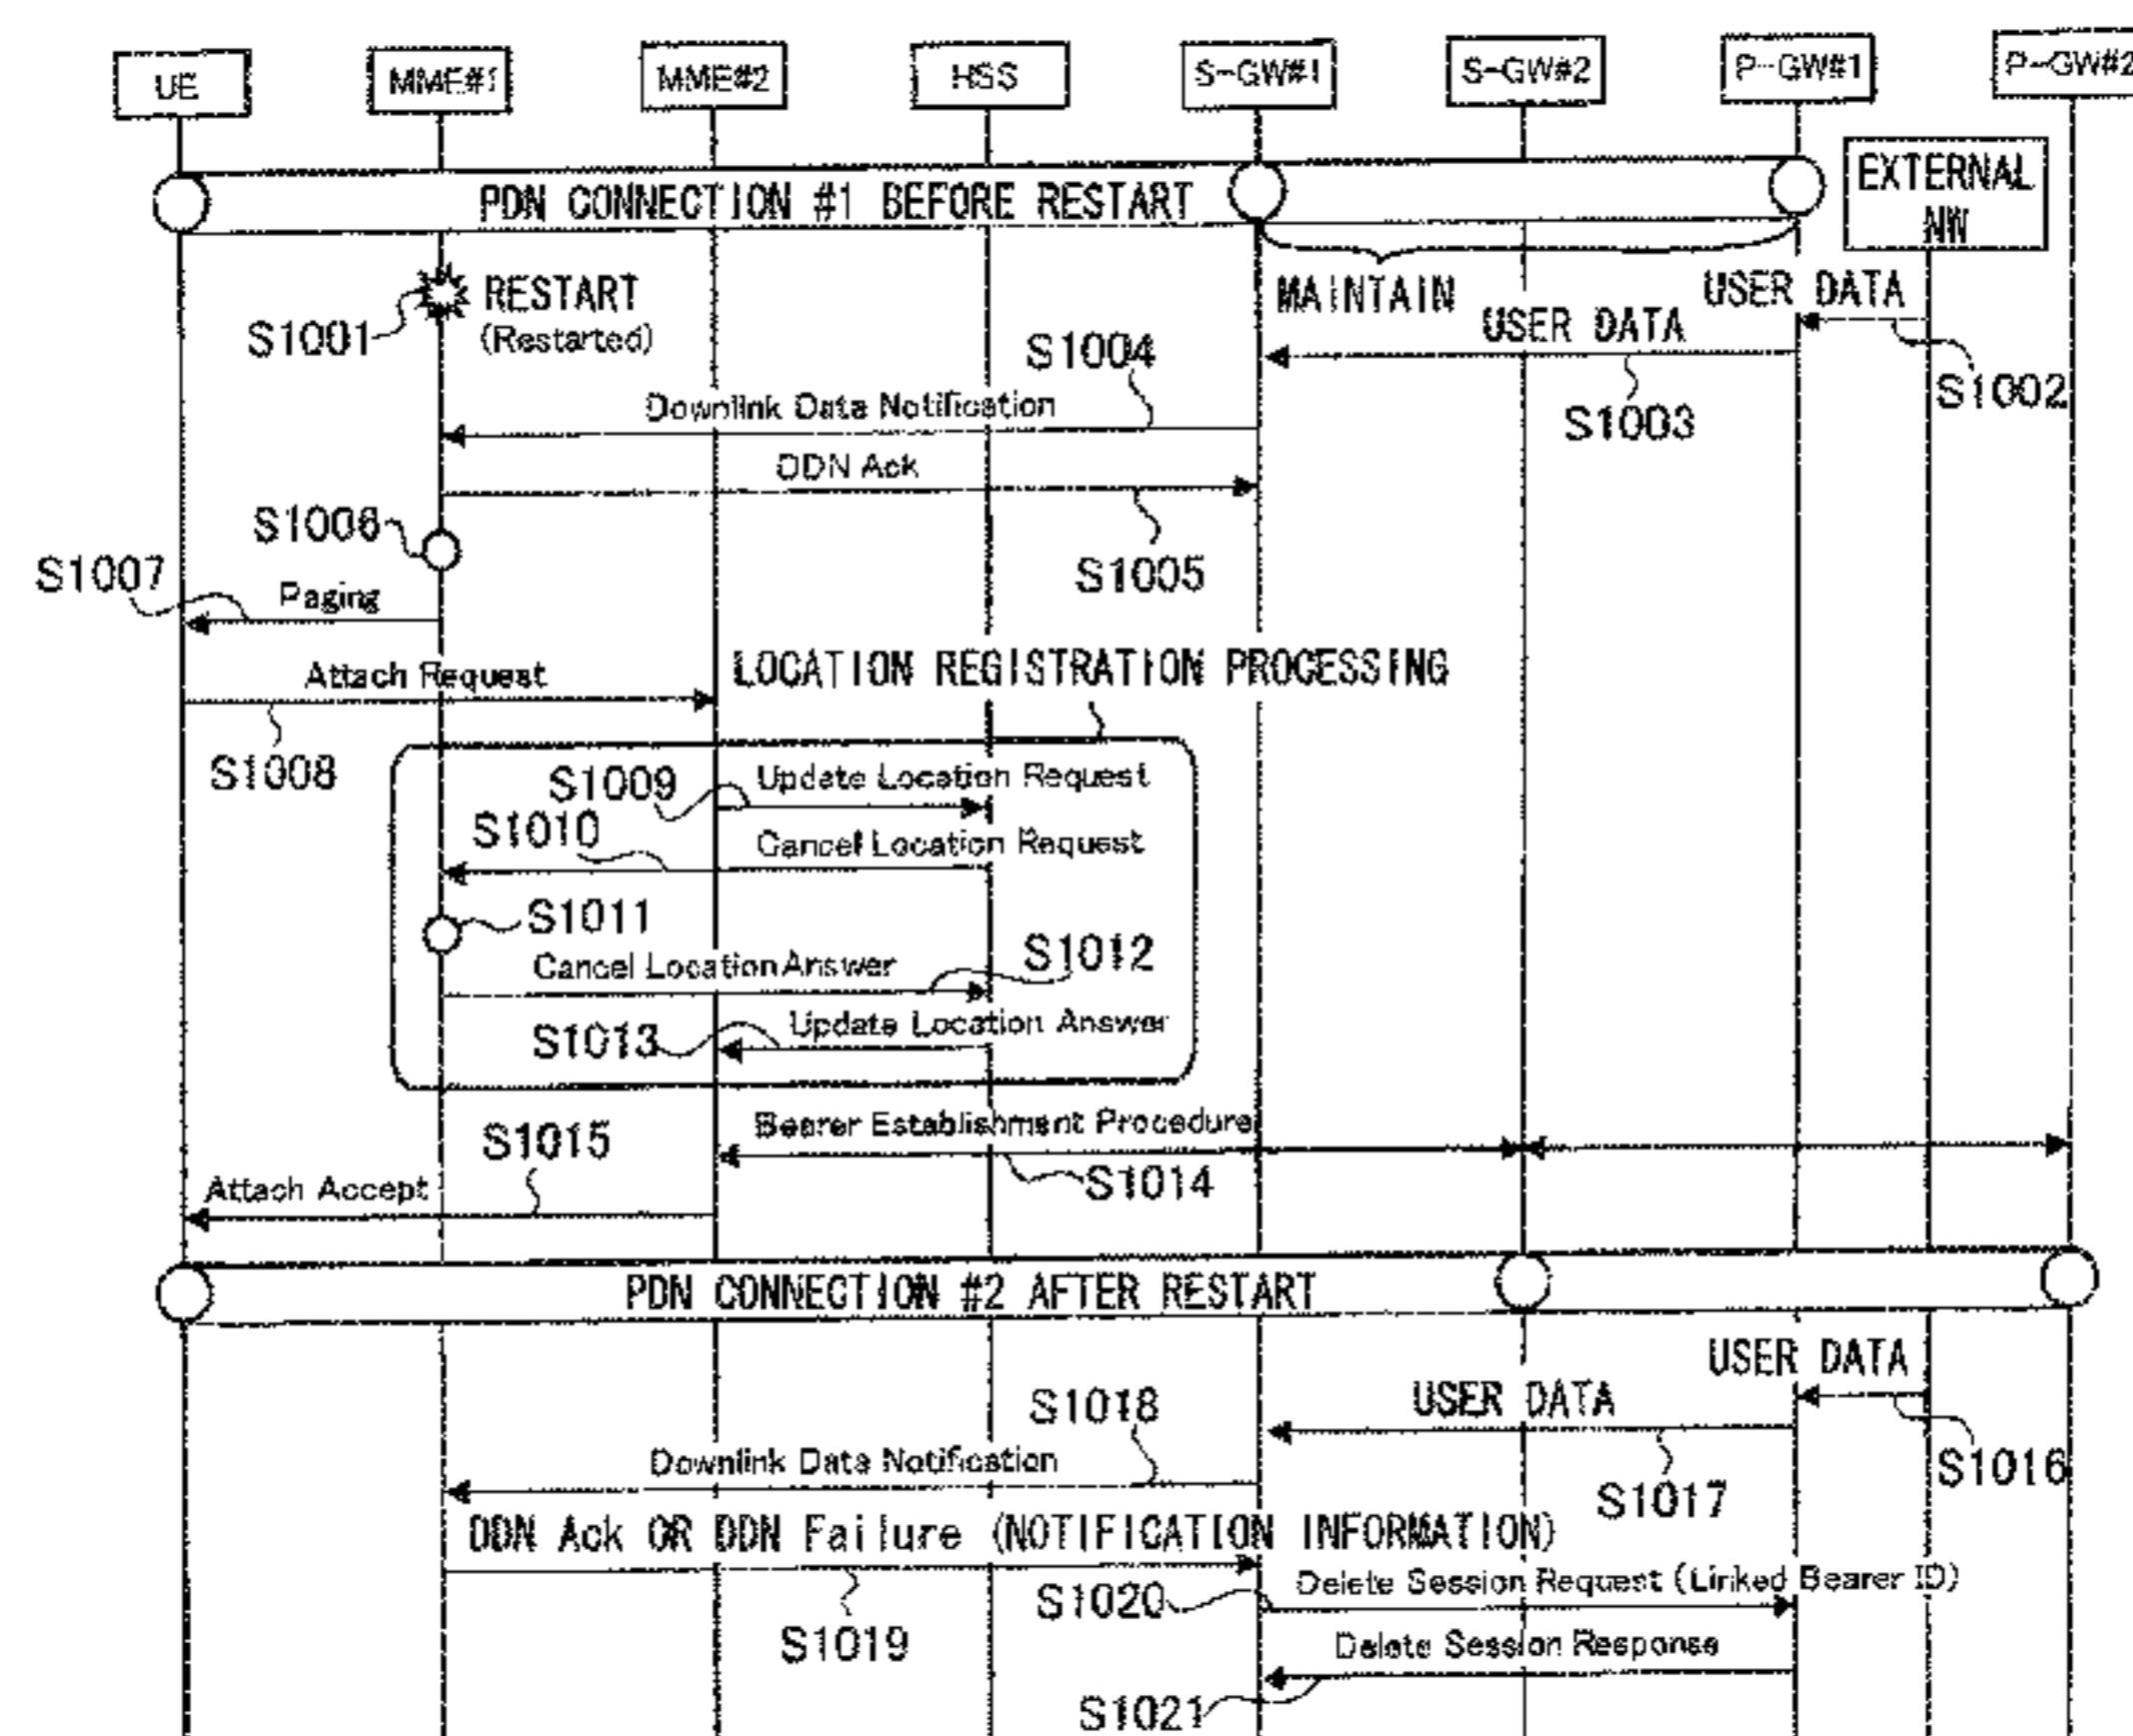 UE
MME#1
MME#2
HSS
S-GW#1
S-GW#2
P-GW#1
P-GW#2
EXTERNAL
NW
PDN CONNECTION #1 BEFORE RESTART
RESTART
(Restarted)
S1001
MAINTAIN
USER DATA
S1002
USER DATA
S1003
S1004
Downlink Data Notification
DDN Ack
S1005
S1006
S1007
Paging
Attach Request
S1008
LOCATION REGISTRATION PROCESSING
S1009
Update Location Request
S1010
Cancel Location Request
S1011
S1012
Cancel Location Answer
S1013
Update Location Answer
Bearer Establishment Procedure
S1014
S1015
Attach Accept
PDN CONNECTION #2 AFTER RESTART
USER DATA
S1016
USER DATA
S1017
S1018
Downlink Data Notification
DDN Ack OR DDN Failure (NOTIFICATION INFORMATION)
S1019
S1020
Delete Session Request (Linked Bearer ID)
Delete Session Response
S1021